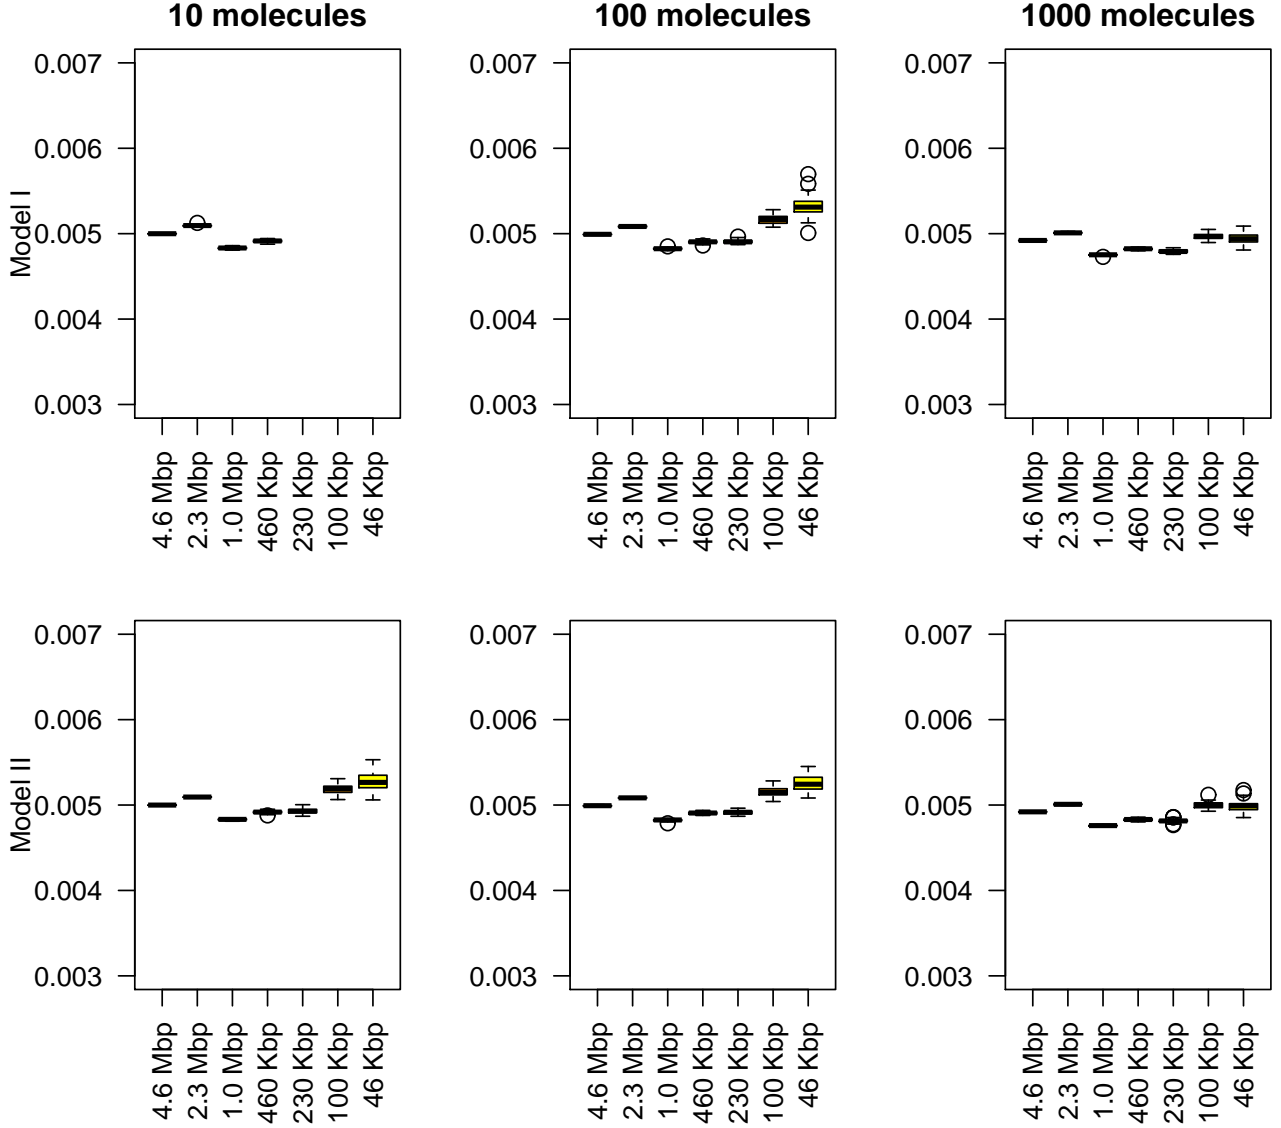 10 molecules
100 molecules
1000 molecules
Model I
0.007
0.006
0.005
0.004
0.003
4.6 Mbp
2.3 Mbp
1.0 Mbp
460 Kbp
230 Kbp
100 Kbp
46 Kbp
0.007
0.006
0.005
0.004
0.003
4.6 Mbp
2.3 Mbp
1.0 Mbp
460 Kbp
230 Kbp
100 Kbp
46 Kbp
0.007
0.006
0.005
0.004
0.003
4.6 Mbp
2.3 Mbp
1.0 Mbp
460 Kbp
230 Kbp
100 Kbp
46 Kbp
Model II
0.007
0.006
0.005
0.004
0.003
4.6 Mbp
2.3 Mbp
1.0 Mbp
460 Kbp
230 Kbp
100 Kbp
46 Kbp
0.007
0.006
0.005
0.004
0.003
4.6 Mbp
2.3 Mbp
1.0 Mbp
460 Kbp
230 Kbp
100 Kbp
46 Kbp
0.007
0.006
0.005
0.004
0.003
4.6 Mbp
2.3 Mbp
1.0 Mbp
460 Kbp
230 Kbp
100 Kbp
46 Kbp